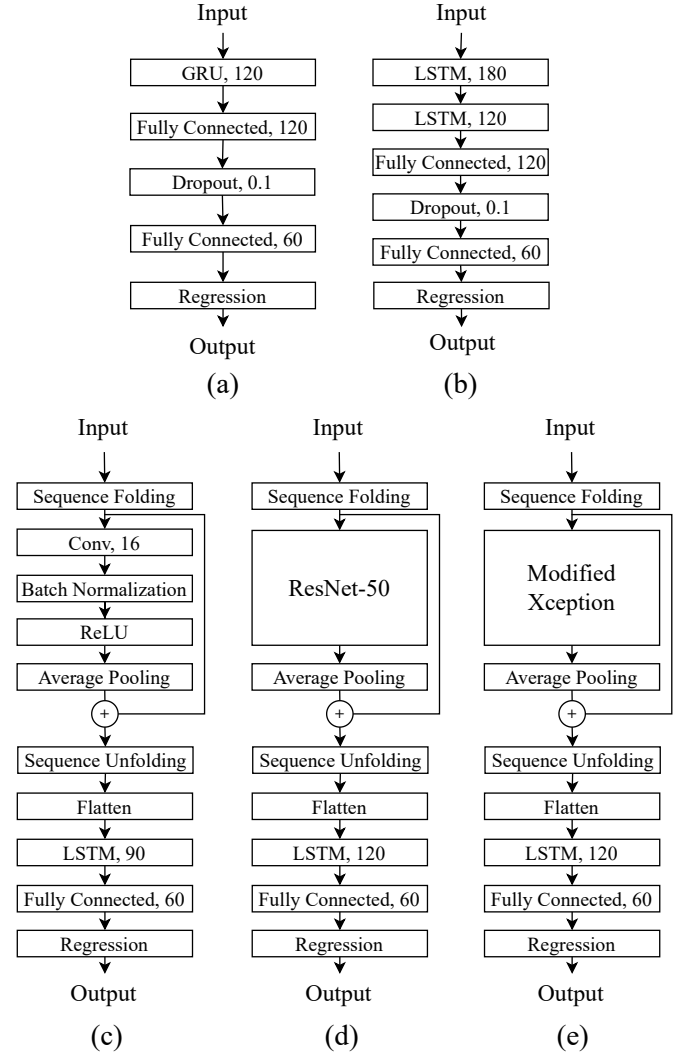 Input
GRU, 120
Fully Connected, 120
Dropout, 0.1
Fully Connected, 60
Regression
Output
(a)
Input
LSTM, 180
LSTM, 120
Fully Connected, 120
Dropout, 0.1
Fully Connected, 60
Regression
Output
(b)
Input
Sequence Folding
Conv, 16
Batch Normalization
ReLU
Average Pooling
+
Sequence Unfolding
Flatten
LSTM, 90
Fully Connected, 60
Regression
Output
(c)
Input
Sequence Folding
ResNet-50
Average Pooling
+
Sequence Unfolding
Flatten
LSTM, 120
Fully Connected, 60
Regression
Output
(d)
Input
Sequence Folding
Modified
Xception
Average Pooling
+
Sequence Unfolding
Flatten
LSTM, 120
Fully Connected, 60
Regression
Output
(e)